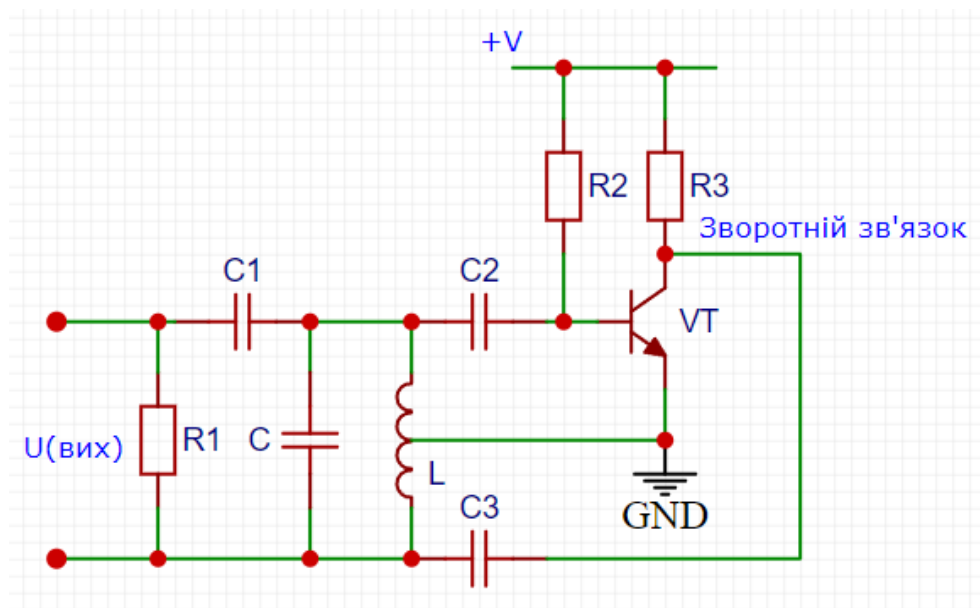 +V
R2
R3
Зворотній зв'язок
C1
C2
VT
U(вих)
R1
C
L
C3
GND